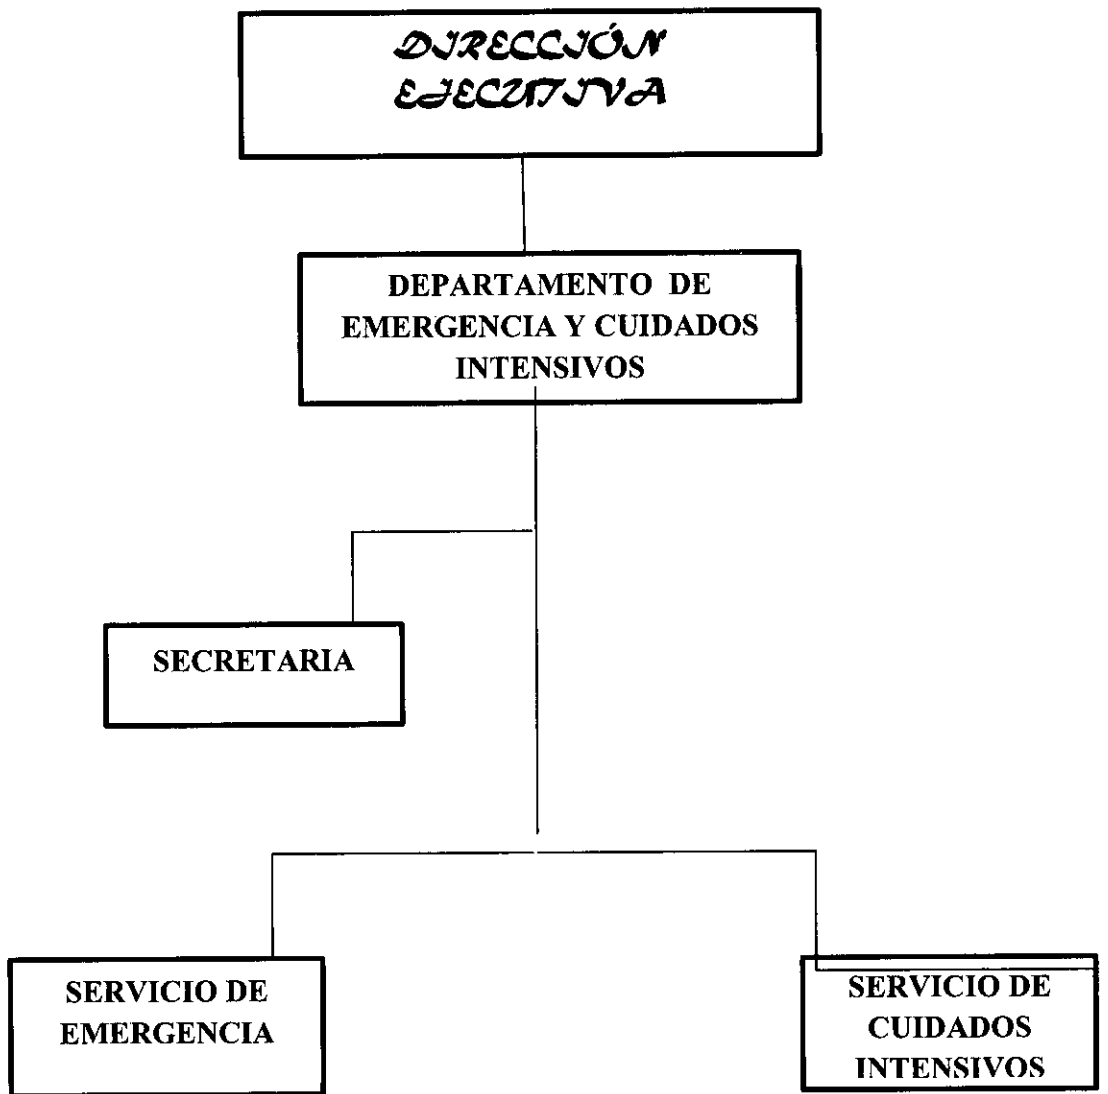 DIRECCIÓN
EJECUTIVA
DEPARTAMENTO DE
EMERGENCIA Y CUIDADOS
INTENSIVOS
SECRETARIA
SERVICIO DE
EMERGENCIA
SERVICIO DE
CUIDADOS
INTENSIVOS